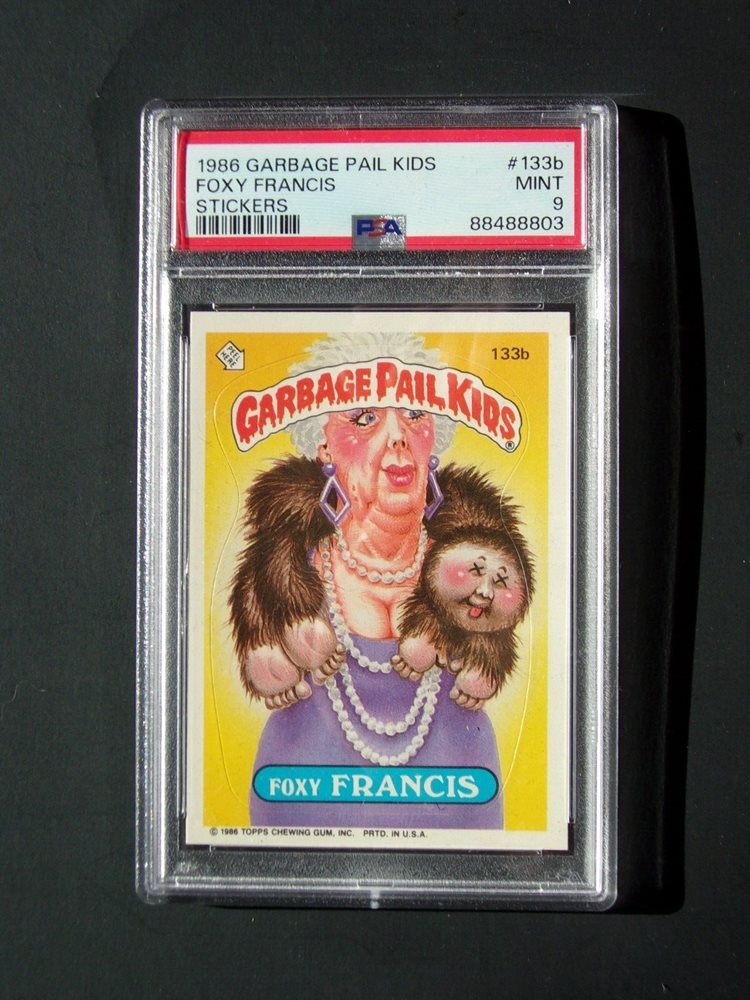 1986 GARBAGE PAIL KIDS #133b
FOXY FRANCIS MINT
STICKERS 9
PSA 88488803
PEEL HERE
133b
GARBAGE PAIL KIDS ®
FOXY FRANCIS
© 1986 TOPPS CHEWING GUM, INC. PRTD. IN U.S.A.